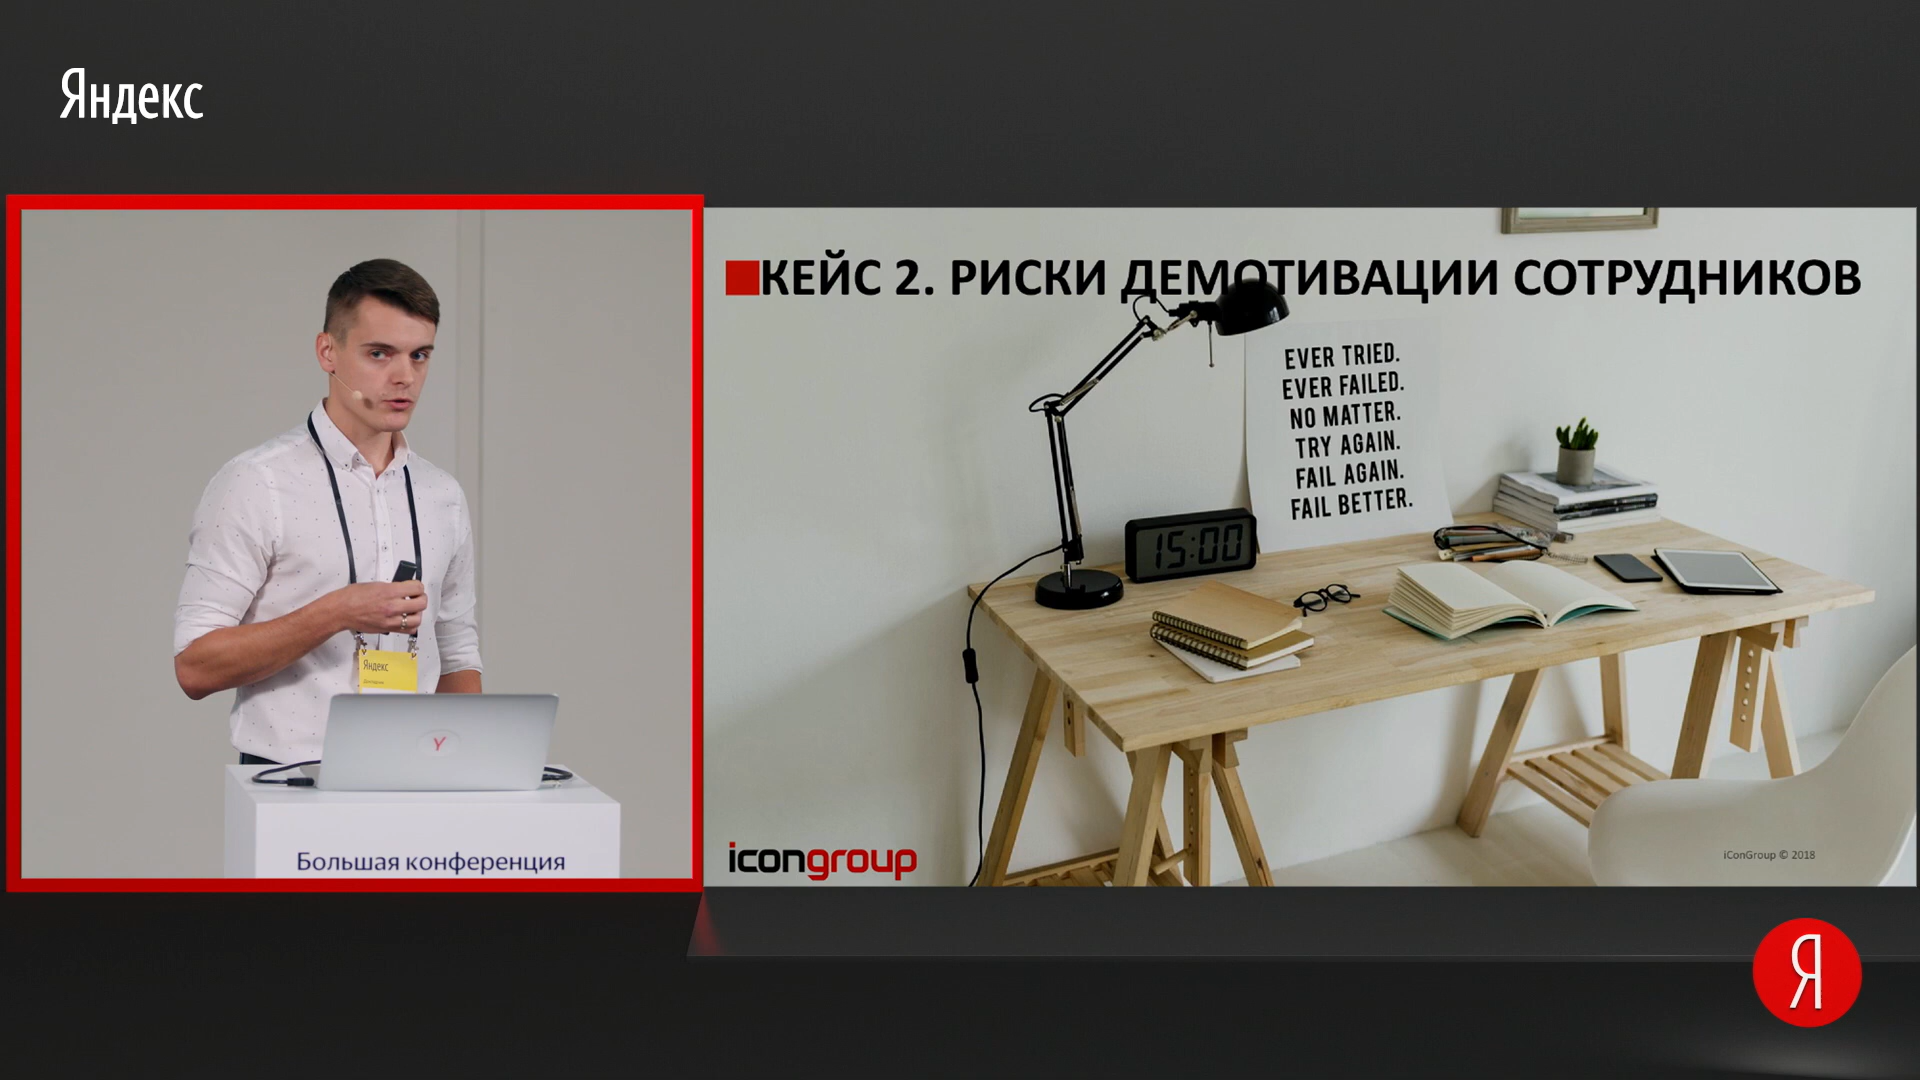 Яндекс
КЕЙС 2. РИСКИ ДЕМОТИВАЦИИ СОТРУДНИКОВ
EVER TRIED.
EVER FAILED.
NO MATTER.
TRY AGAIN.
FAIL AGAIN.
FAIL BETTER.
15:00
Яндекс
Y
Большая конференция
icongroup
iConGroup © 2018
Я